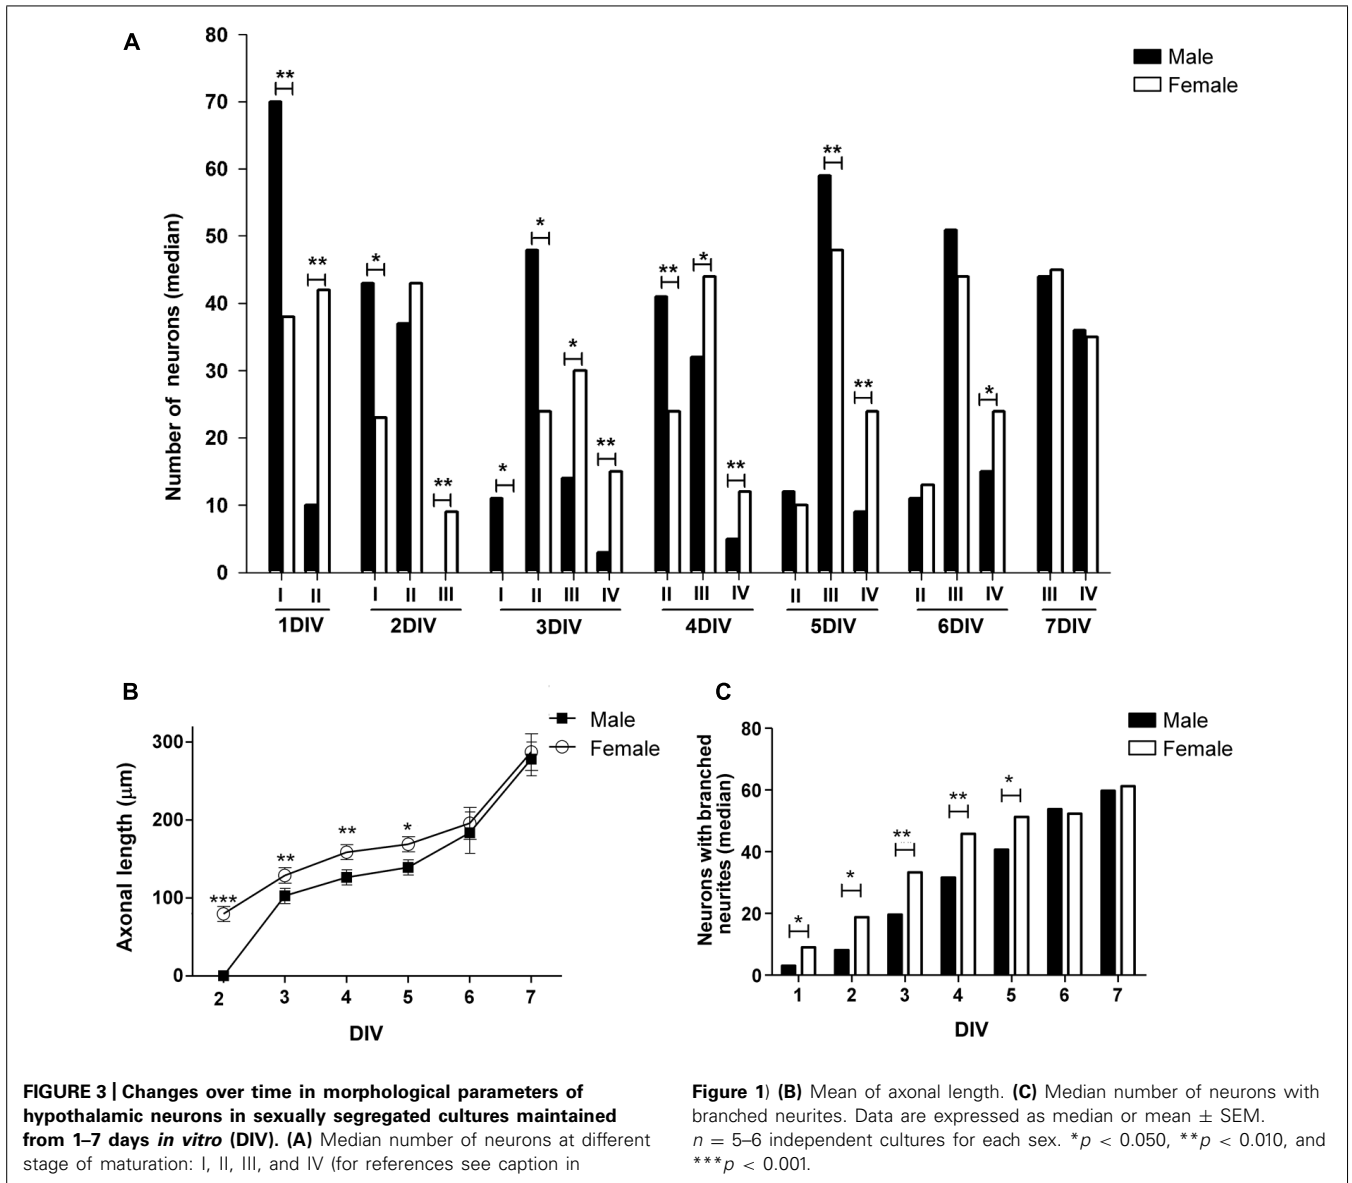 A
Male
Female
Number of neurons (median)
80
70
60
50
40
30
20
10
0
** ** * ** * * * ** ** * ** ** ** *
I II I II III I II III IV II III IV II III IV II III IV III IV
1DIV 2DIV 3DIV 4DIV 5DIV 6DIV 7DIV
B
Male
Female
Axonal length (µm)
300
200
100
0
*** ** ** *
2 3 4 5 6 7
DIV
C
Male
Female
Neurons with branched
neurites (median)
80
60
40
20
0
* * ** ** *
1 2 3 4 5 6 7
DIV
FIGURE 3 | Changes over time in morphological parameters of
hypothalamic neurons in sexually segregated cultures maintained
from 1–7 days in vitro (DIV). (A) Median number of neurons at different
stage of maturation: I, II, III, and IV (for references see caption in
Figure 1) (B) Mean of axonal length. (C) Median number of neurons with
branched neurites. Data are expressed as median or mean ± SEM.
n = 5–6 independent cultures for each sex. *p < 0.050, **p < 0.010, and
***p < 0.001.